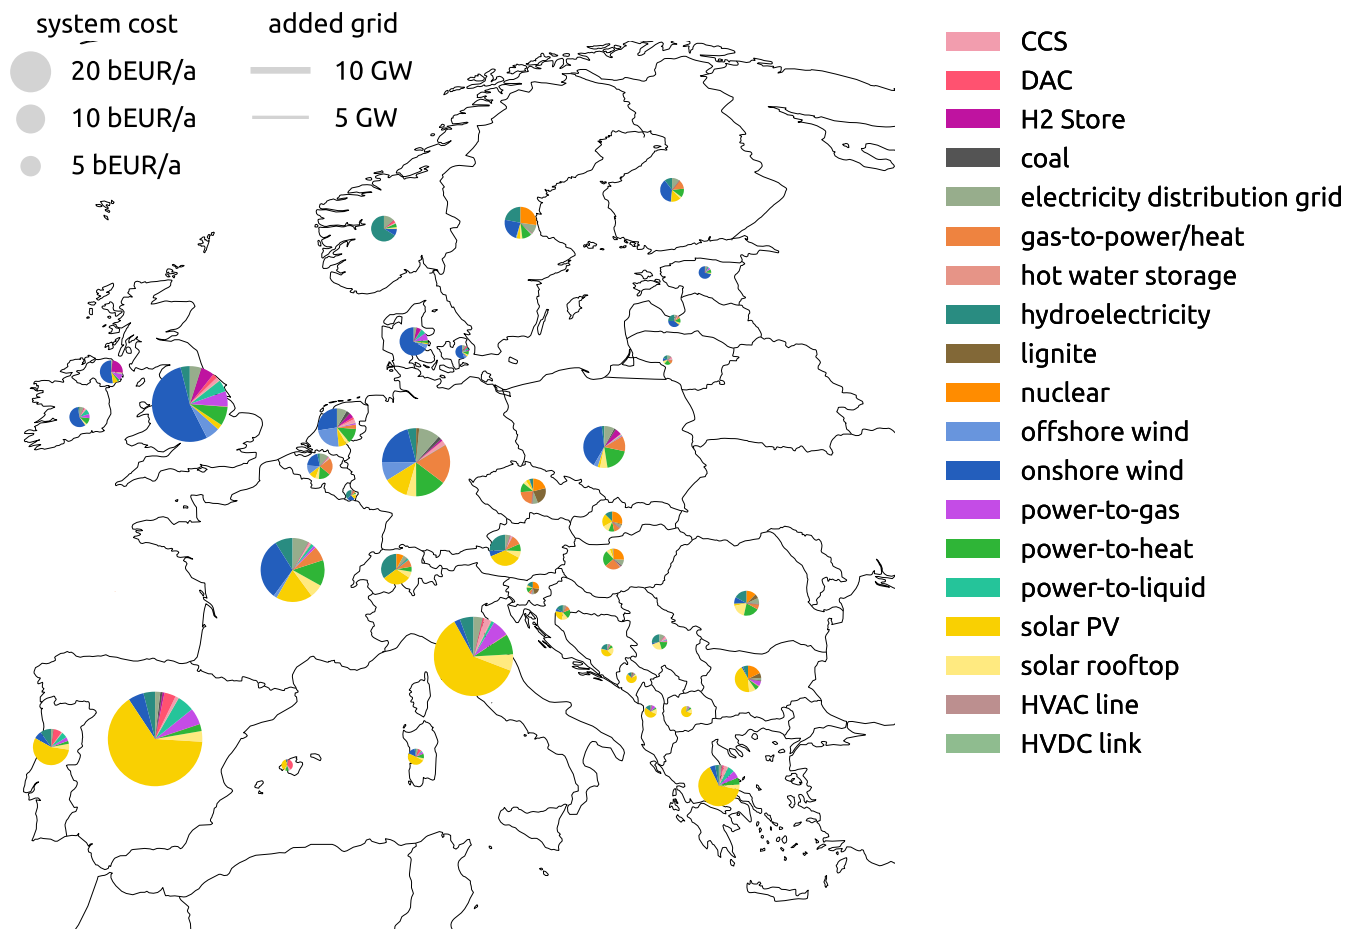 system cost
20 bEUR/a
10 bEUR/a
5 bEUR/a
added grid
10 GW
5 GW
CCS
DAC
H2 Store
coal
electricity distribution grid
gas-to-power/heat
hot water storage
hydroelectricity
lignite
nuclear
offshore wind
onshore wind
power-to-gas
power-to-heat
power-to-liquid
solar PV
solar rooftop
HVAC line
HVDC link